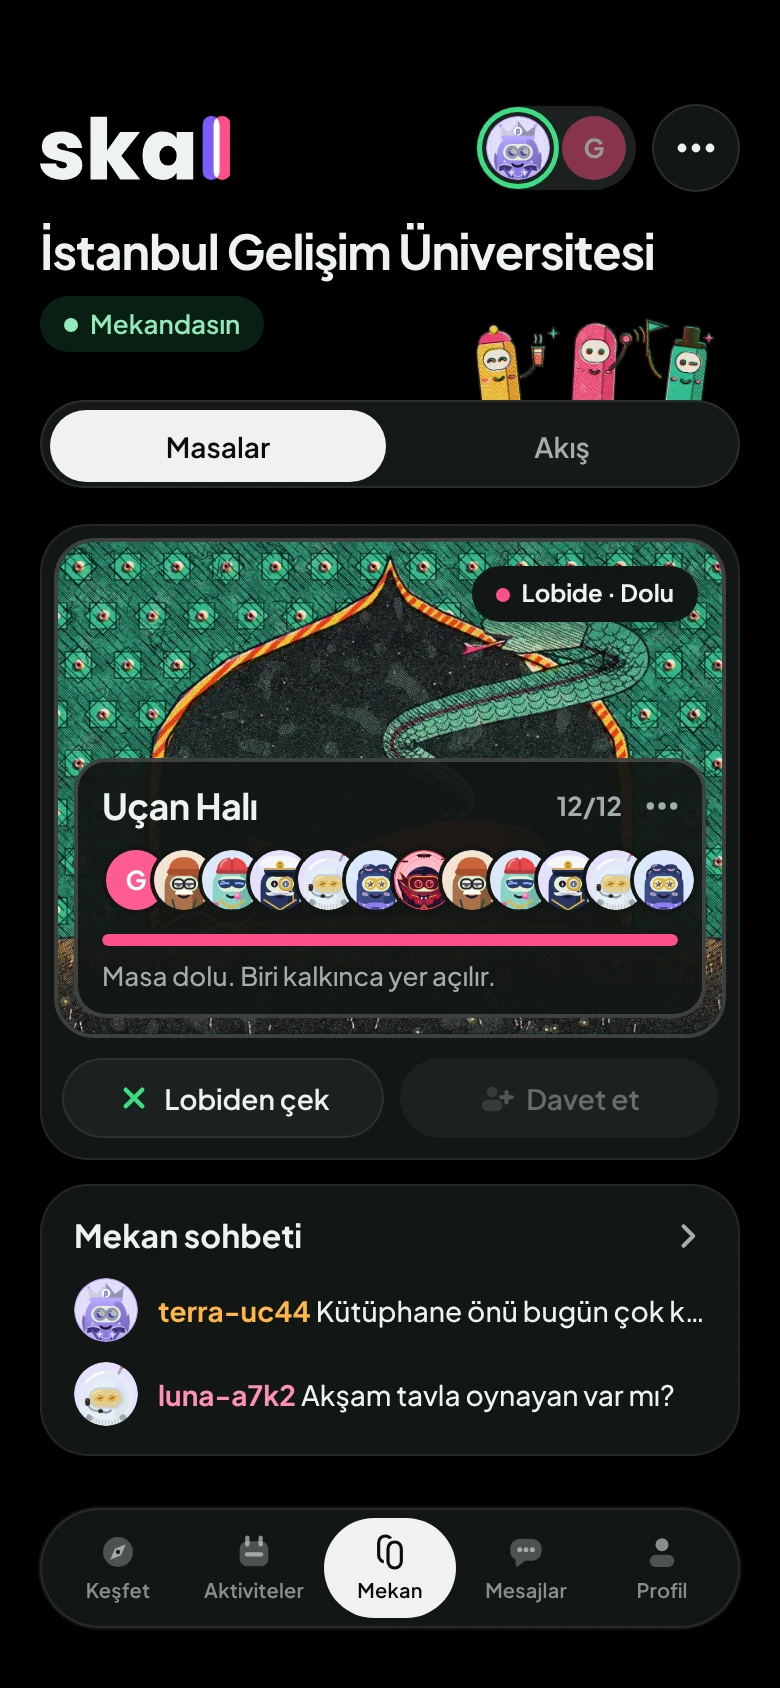 skal
G
İstanbul Gelişim Üniversitesi
Mekandasın
Masalar
Akış
Lobide · Dolu
Uçan Halı
12/12
G
Masa dolu. Biri kalkınca yer açılır.
Lobiden çek
Davet et
Mekan sohbeti
terra-uc44 Kütüphane önü bugün çok k...
luna-a7k2 Akşam tavla oynayan var mı?
Keşfet
Aktiviteler
Mekan
Mesajlar
Profil